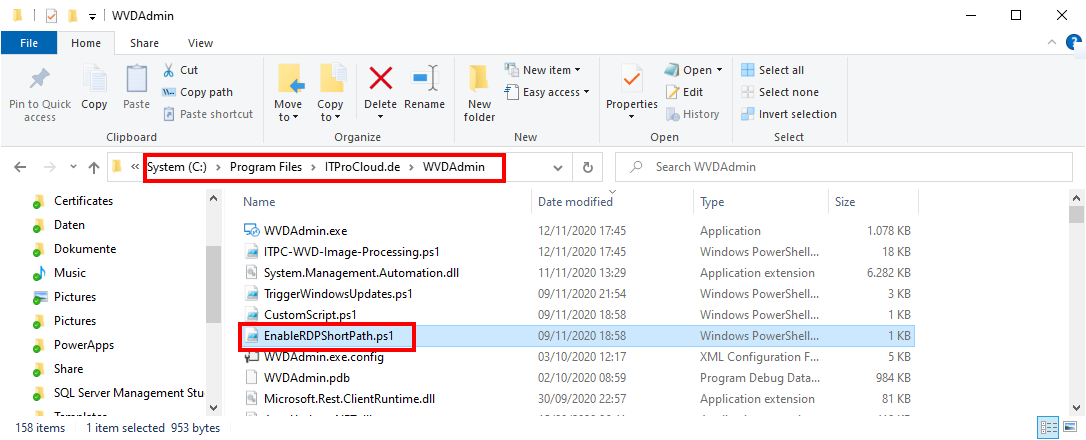 WVDAdmin
File Home Share View
Pin to Quick access
Copy
Paste
Cut
Copy path
Paste shortcut
Clipboard
Move to
Copy to
Delete
Rename
Organize
New folder
New item
Easy access
New
Properties
Open
Edit
History
Open
Select all
Select none
Invert selection
Select
« System (C:) > Program Files > ITProCloud.de > WVDAdmin
Search WVDAdmin
Certificates
Daten
Dokumente
Music
Pictures
Pictures
PowerApps
Share
SQL Server Management Stu
Templates
Name Date modified Type Size
WVDAdmin.exe 12/11/2020 17:45 Application 1.078 KB
ITPC-WVD-Image-Processing.ps1 12/11/2020 17:45 Windows PowerShell... 18 KB
System.Management.Automation.dll 11/11/2020 13:29 Application extension 6.282 KB
TriggerWindowsUpdates.ps1 09/11/2020 21:54 Windows PowerShell... 3 KB
CustomScript.ps1 09/11/2020 18:58 Windows PowerShell... 1 KB
EnableRDPShortPath.ps1 09/11/2020 18:58 Windows PowerShell... 1 KB
WVDAdmin.exe.config 03/10/2020 12:17 XML Configuration F... 5 KB
WVDAdmin.pdb 02/10/2020 08:59 Program Debug Data... 984 KB
Microsoft.Rest.ClientRuntime.dll 30/09/2020 22:57 Application extension 81 KB
158 items 1 item selected 953 bytes